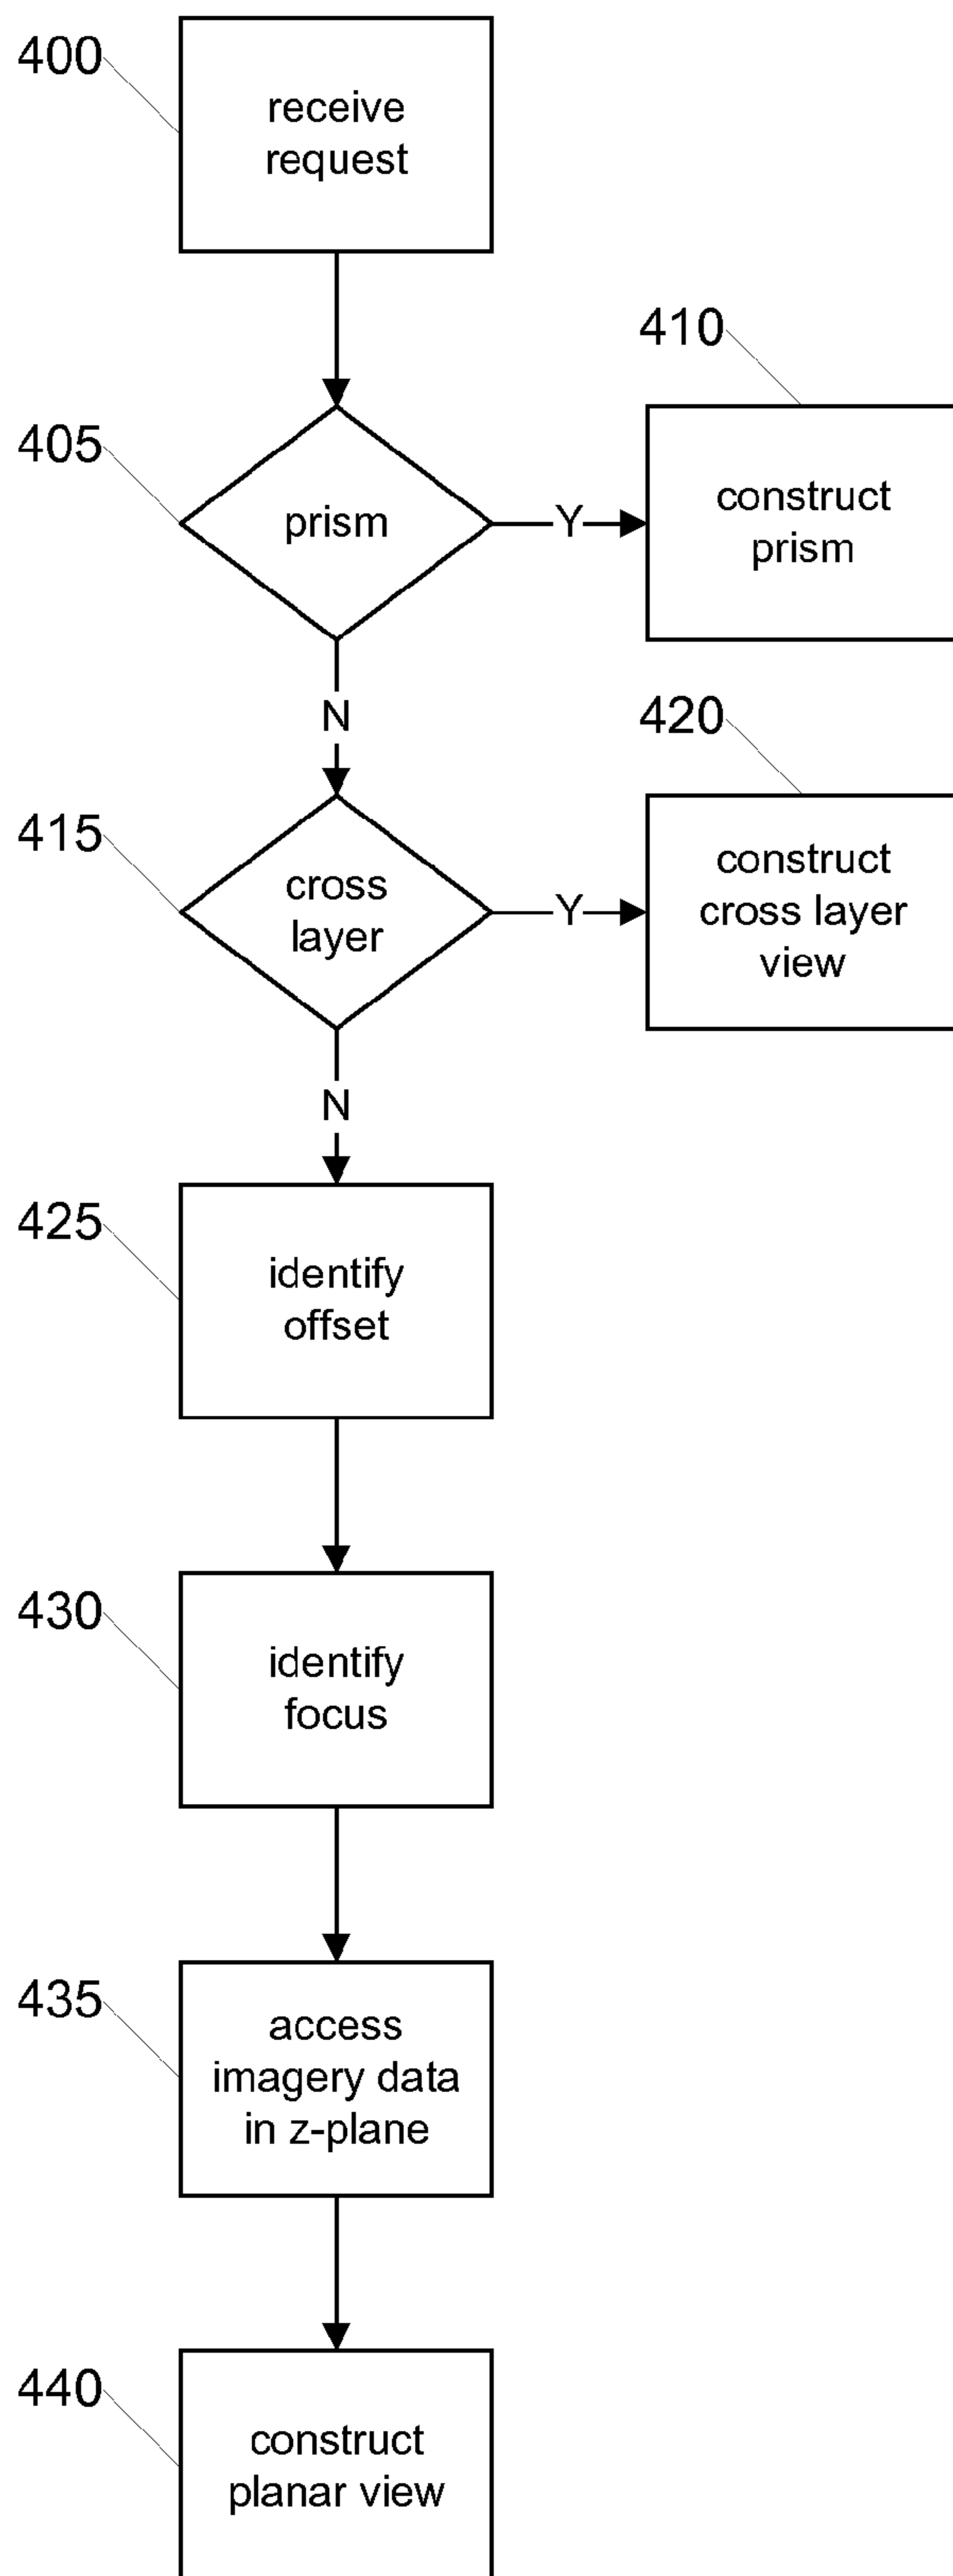 400
receive
request
410
405
prism
Y
construct
prism
N
420
415
cross
layer
Y
construct
cross layer
view
N
425
identify
offset
430
identify
focus
435
access
imagery data
in z-plane
440
construct
planar view